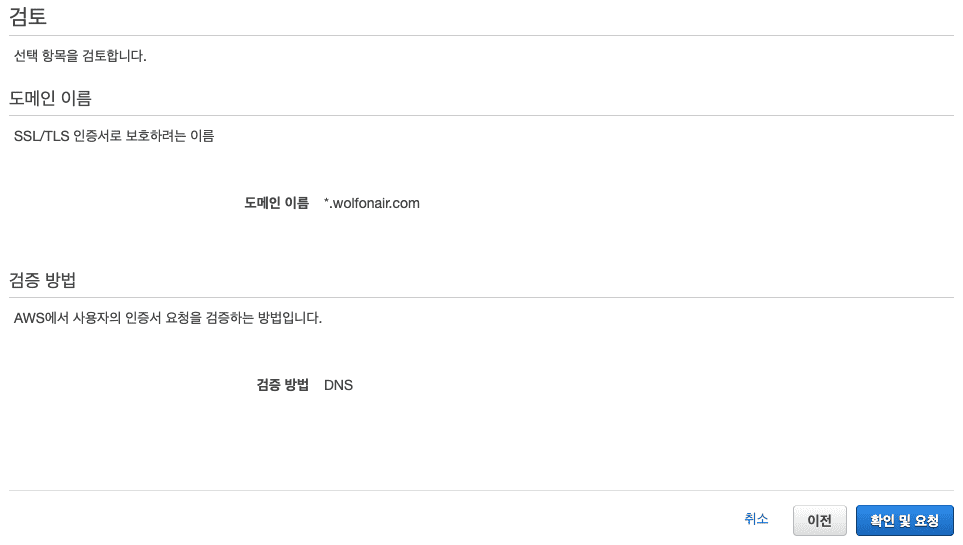 검토
선택 항목을 검토합니다.
도메인 이름
SSL/TLS 인증서로 보호하려는 이름
도메인 이름 *.wolfonair.com
검증 방법
AWS에서 사용자의 인증서 요청을 검증하는 방법입니다.
검증 방법 DNS
취소 이전 확인 및 요청